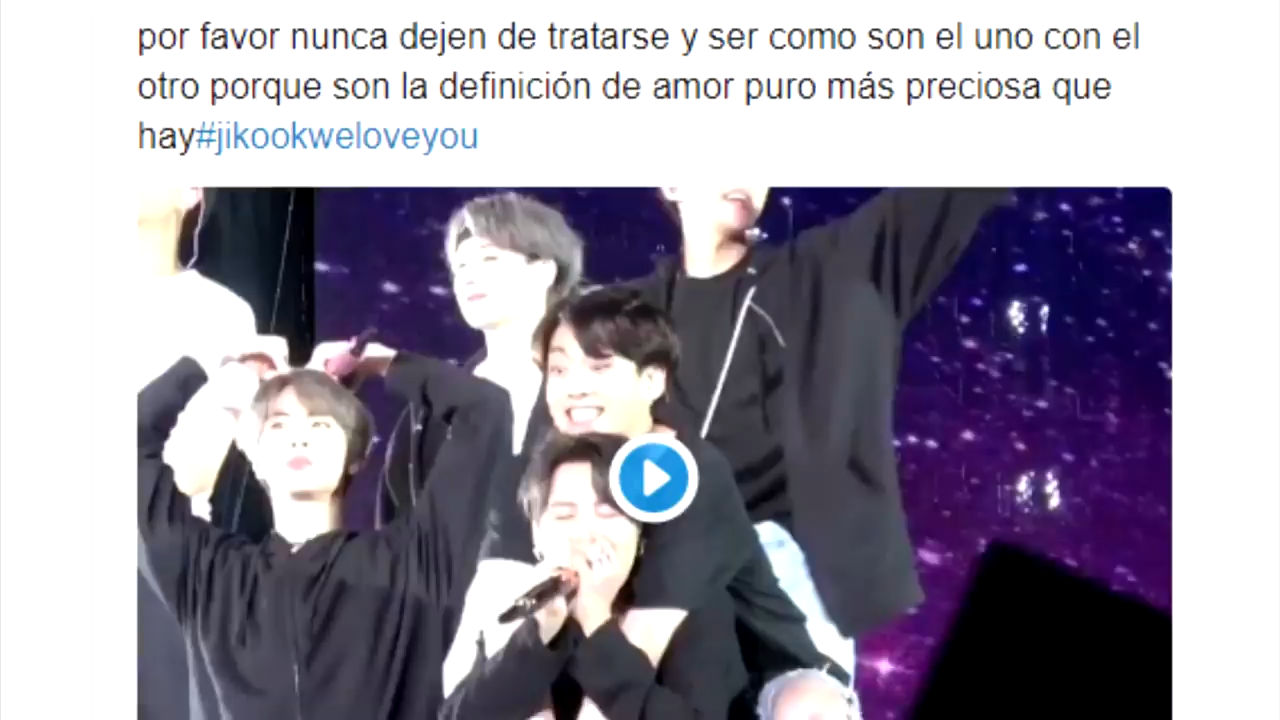 por favor nunca dejen de tratarse y ser como son el uno con el
otro porque son la definición de amor puro más preciosa que
hay#jikookweloveyou